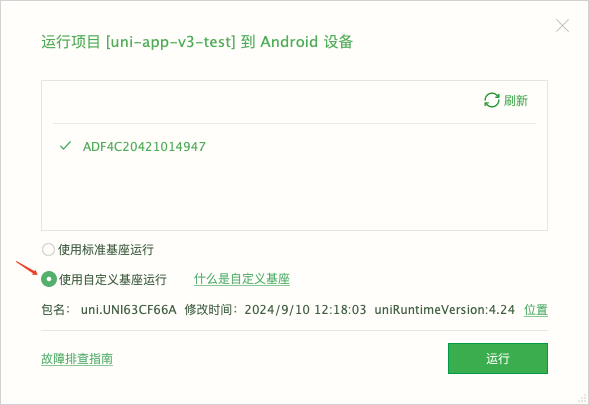 运行项目 [uni-app-v3-test] 到 Android 设备
刷新
ADF4C20421014947
使用标准基座运行
使用自定义基座运行 什么是自定义基座
包名： uni.UNI63CF66A 修改时间：2024/9/10 12:18:03 uniRuntimeVersion:4.24 位置
故障排查指南 运行